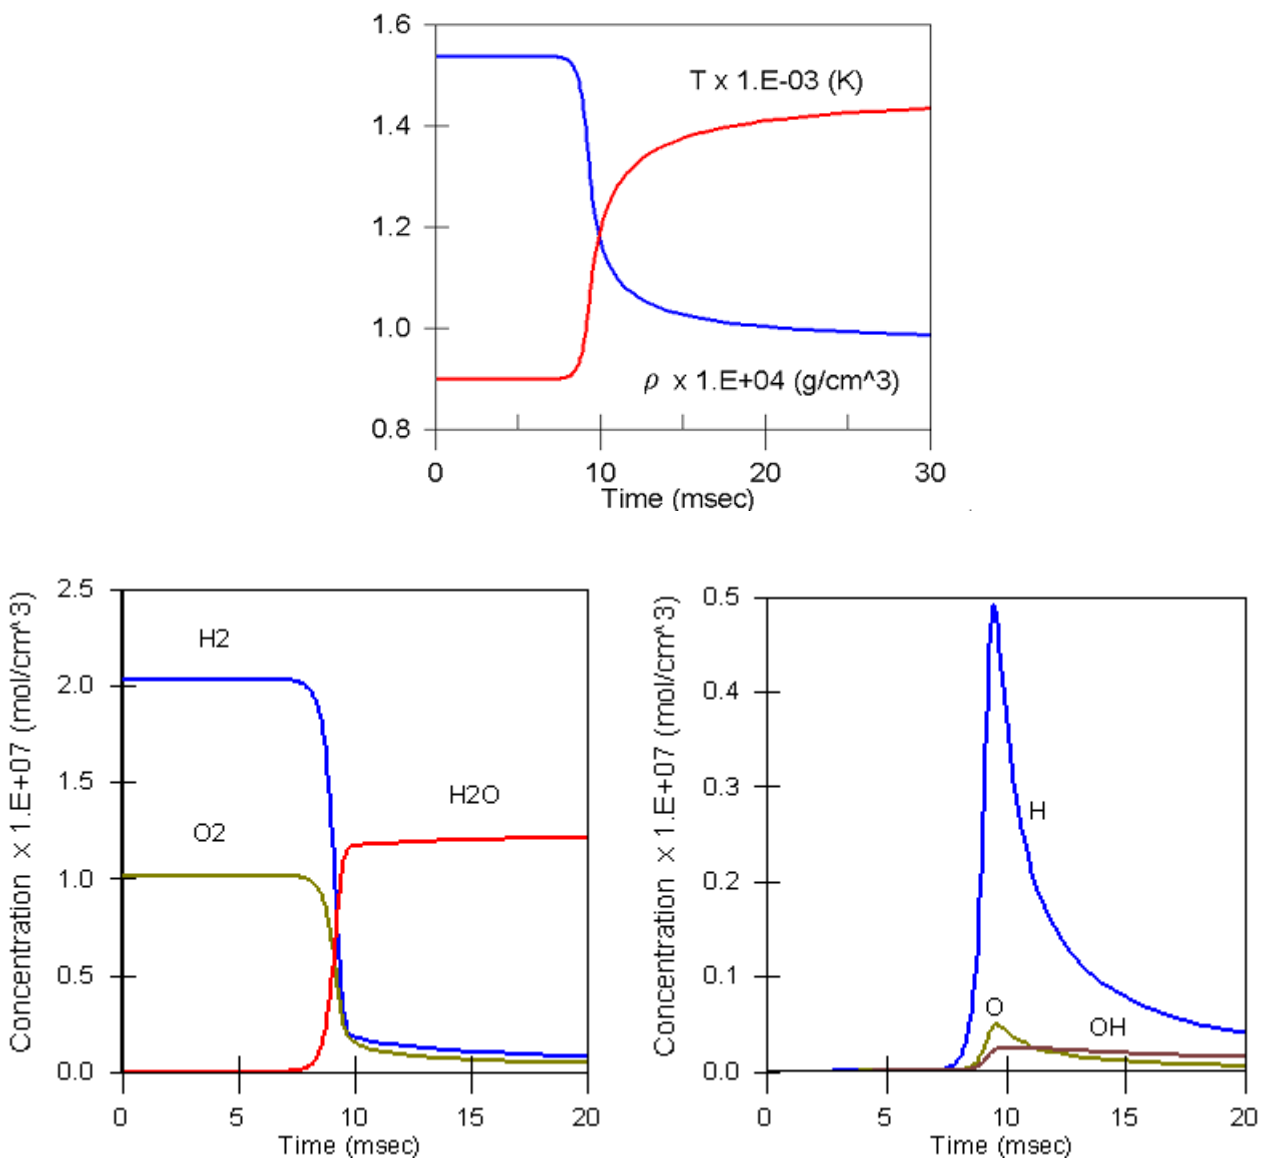 1.6
T x 1.E-03 (K)
1.4
1.2
1.0
ρ x 1.E+04 (g/cm^3)
0.8
0 10 20 30
Time (msec)
Concentration × 1.E+07 (mol/cm^3)
2.5
H2
2.0
1.5
H2O
O2
1.0
0.5
0.0
0 5 10 15 20
Time (msec)
Concentration × 1.E+07 (mol/cm^3)
0.5
0.4
0.3
H
0.2
0.1
O
OH
0.0
0 5 10 15 20
Time (msec)